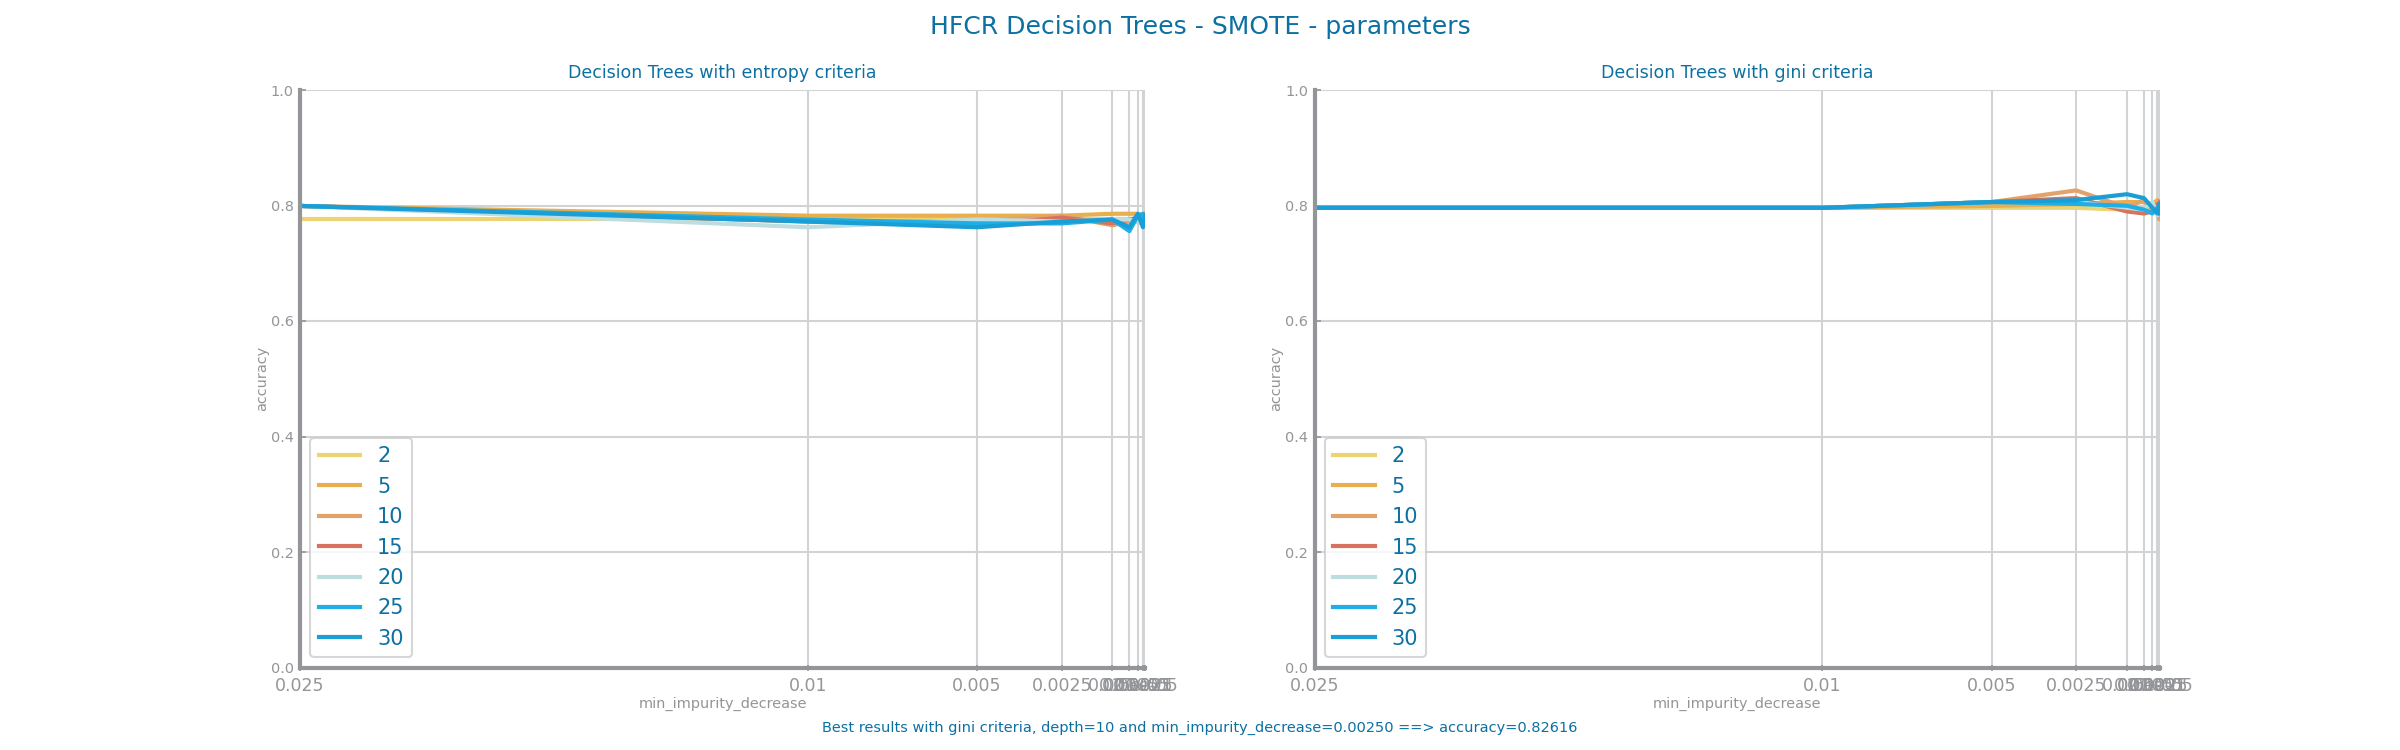 HFCR Decision Trees - SMOTE - parameters
Decision Trees with entropy criteria
1.0
0.8
0.6
0.4
0.2
0.0
accuracy
2
5
10
15
20
25
30
0.025 0.01 0.005 0.0025
min_impurity_decrease
Decision Trees with gini criteria
1.0
0.8
0.6
0.4
0.2
0.0
accuracy
2
5
10
15
20
25
30
0.025 0.01 0.005 0.0025
min_impurity_decrease
Best results with gini criteria, depth=10 and min_impurity_decrease=0.00250 ==> accuracy=0.82616